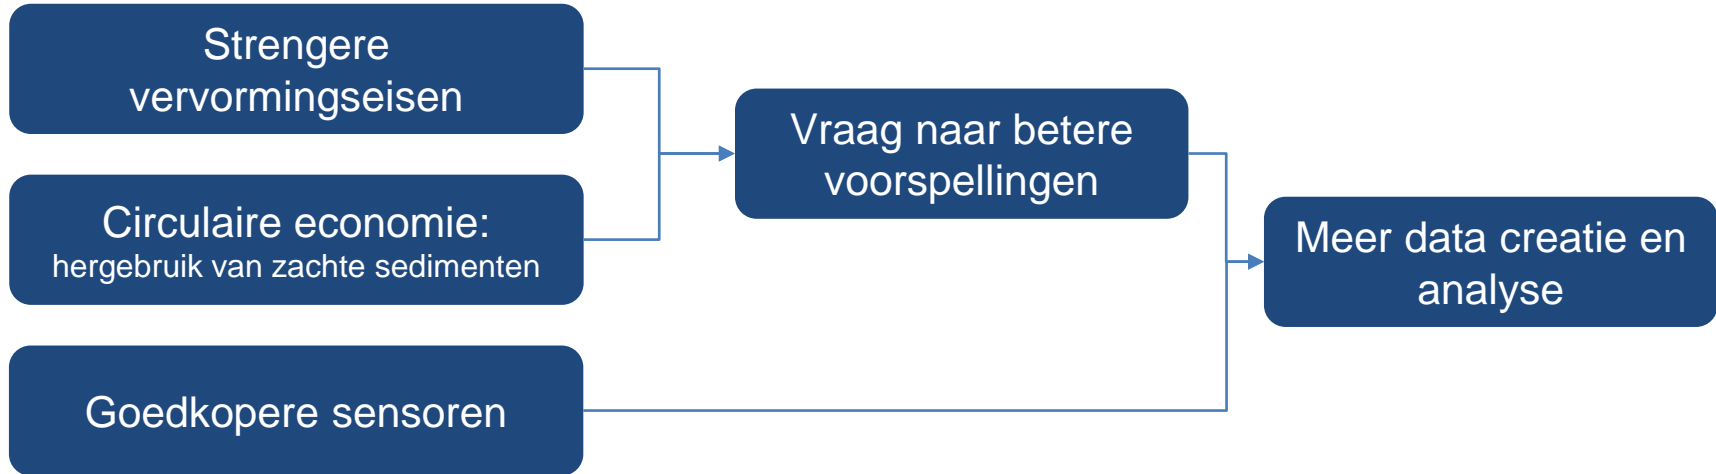 Strengere
vervormingseisen
Circulaire economie:
hergebruik van zachte sedimenten
Goedkopere sensoren
Vraag naar betere
voorspellingen
Meer data creatie en
analyse